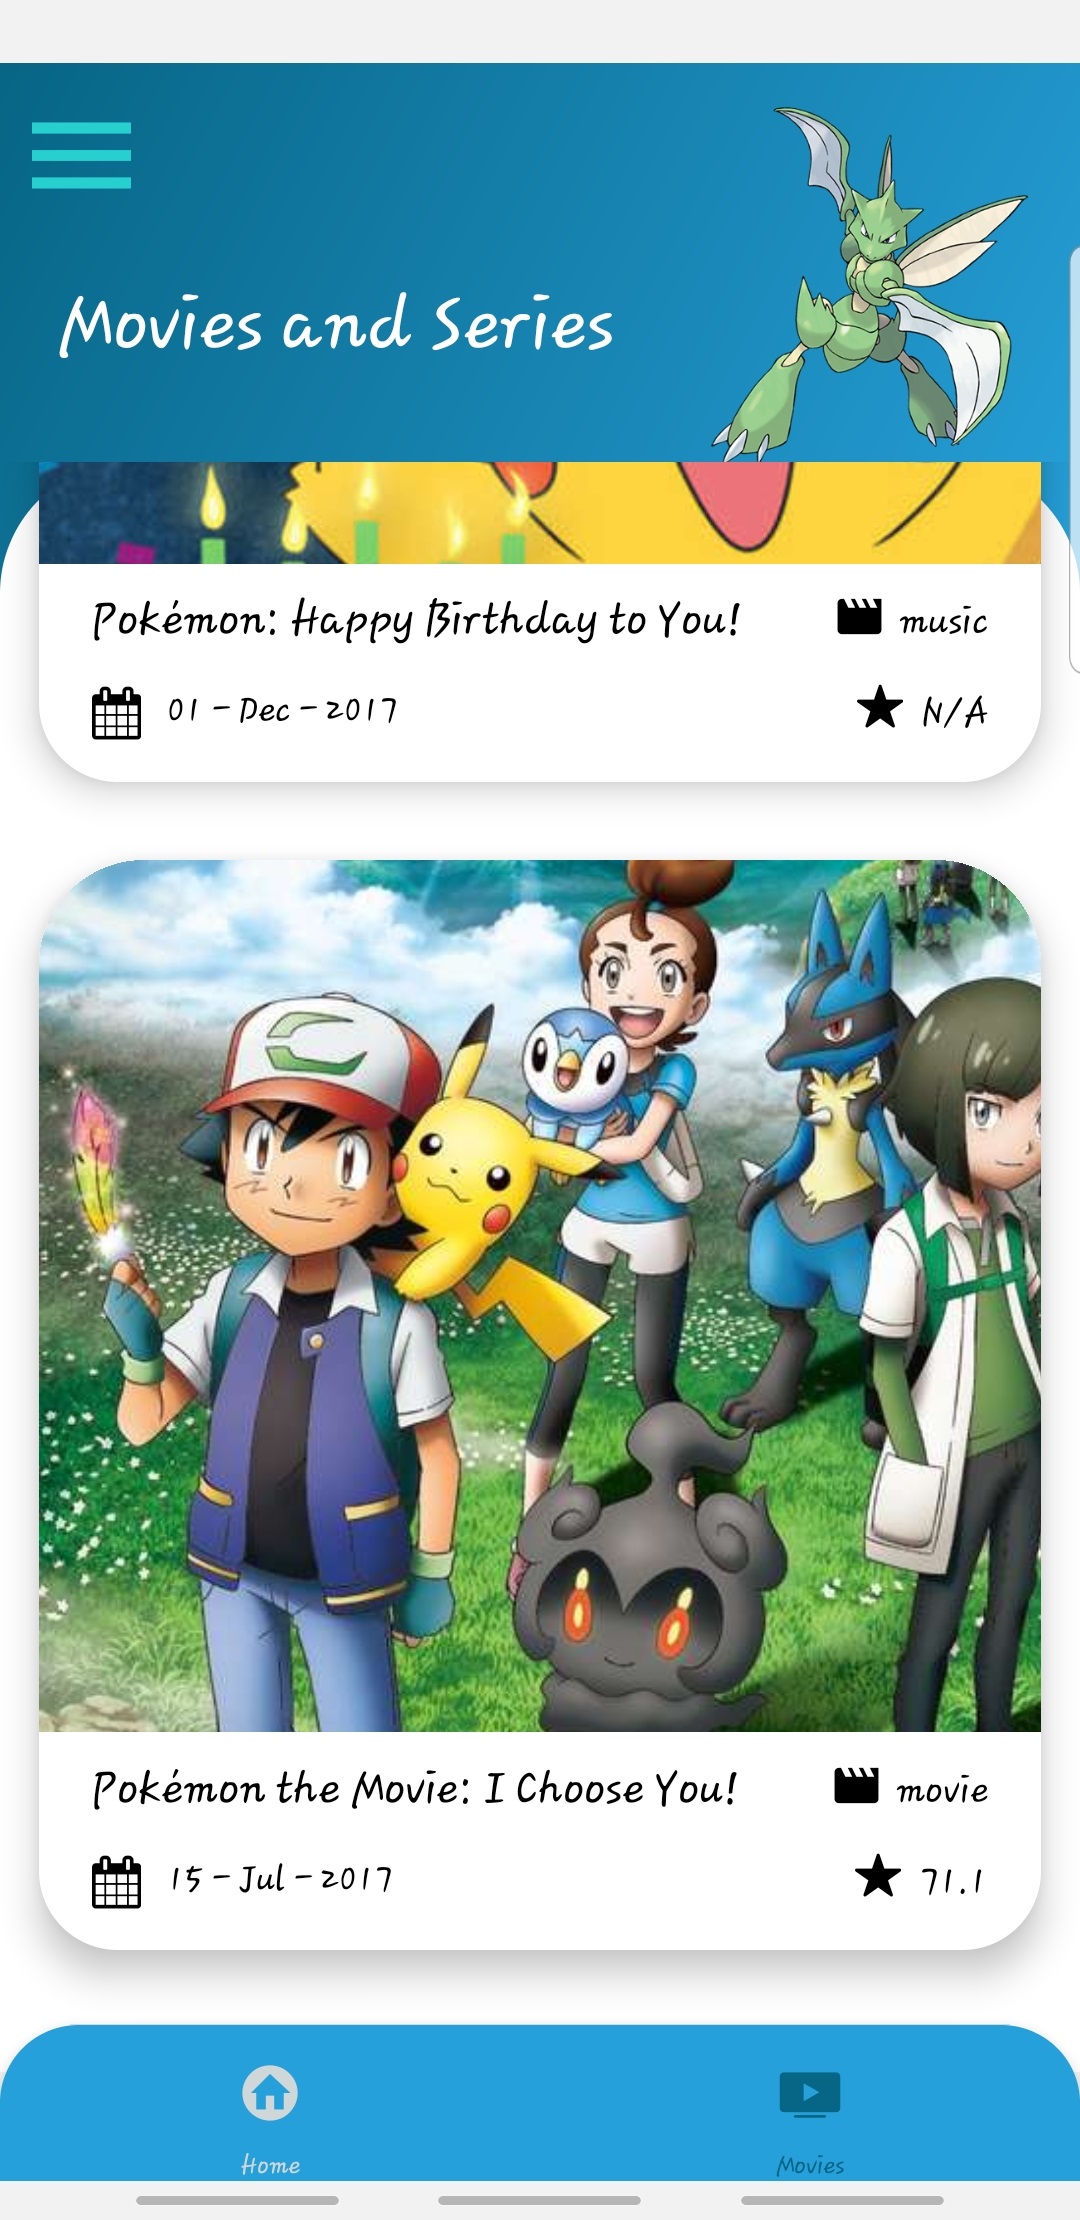 Movies and Series
Pokémon: Happy Birthday to You!
music
01 - Dec - 2017
N/A
Pokémon the Movie: I Choose You!
movie
15 - Jul - 2017
71.1
Home
Movies